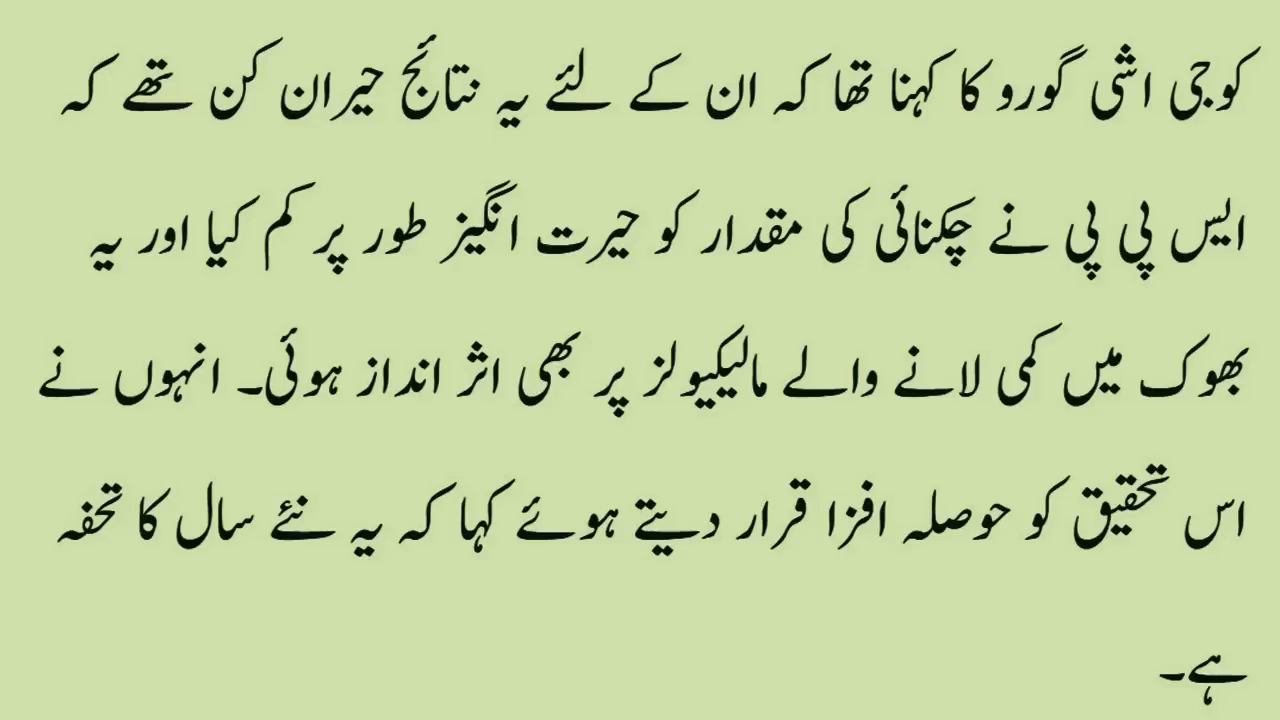 کوجی اشی گورو کا کہنا تھا کہ ان کے لئے یہ نتائج حیران کن تھے کہ
ایس پی پی نے چکنائی کی مقدار کو حیرت انگیز طور پر کم کیا اور یہ
بھوک میں کمی لانے والے مالیکیولز پر بھی اثر انداز ہوئی۔ انہوں نے
اس تحقیق کو حوصلہ افزا قرار دیتے ہوئے کہا کہ یہ نئے سال کا تحفہ
ہے۔